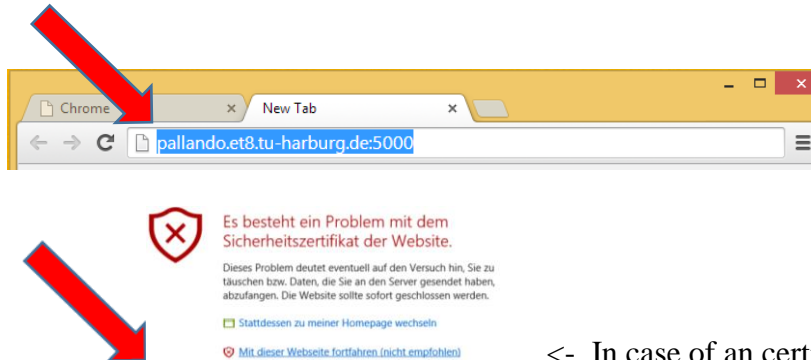 Chrome
New Tab
pallando.et8.tu-harburg.de:5000
Es besteht ein Problem mit dem
Sicherheitszertifikat der Website.
Dieses Problem deutet eventuell auf den Versuch hin, Sie zu
täuschen bzw. Daten, die Sie an den Server gesendet haben,
abzufangen. Die Website sollte sofort geschlossen werden.
Stattdessen zu meiner Homepage wechseln
Mit dieser Webseite fortfahren (nicht empfohlen)
<- In case of an cert